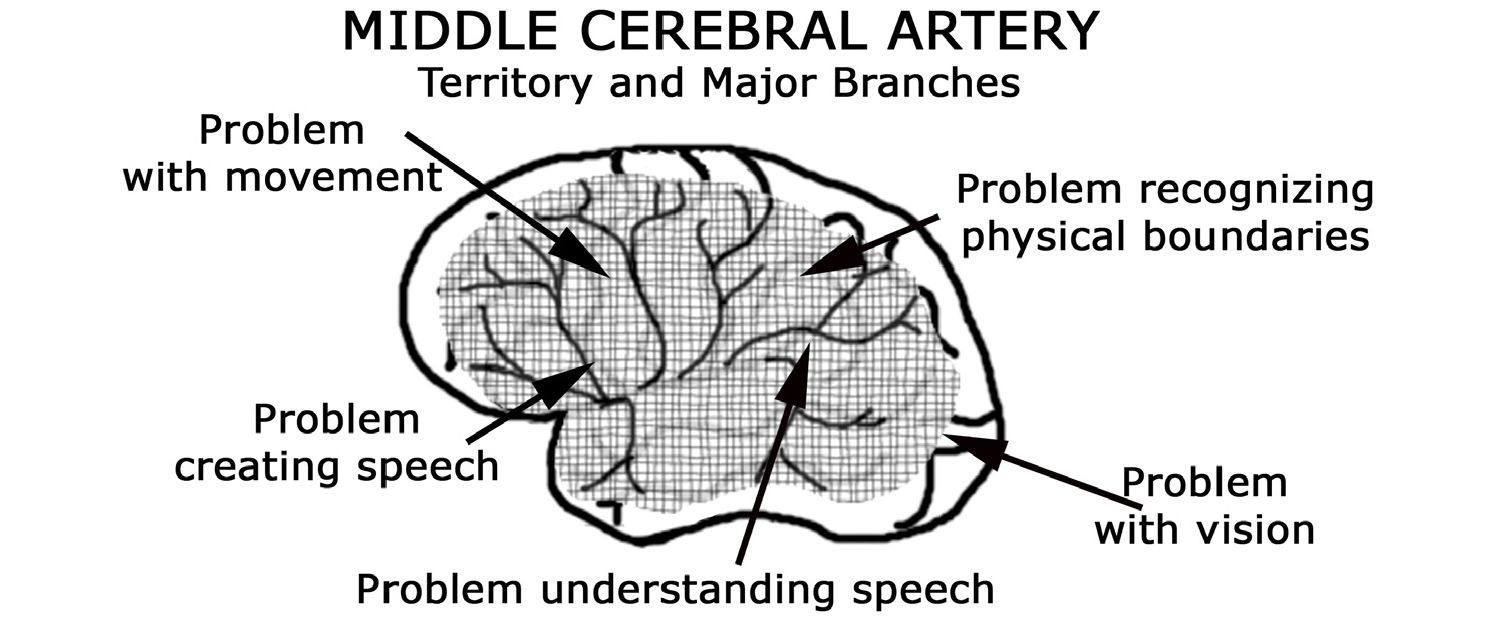 MIDDLE CEREBRAL ARTERY
Territory and Major Branches
Problem
with movement
Problem recognizing
physical boundaries
Problem
creating speech
Problem
with vision
Problem understanding speech